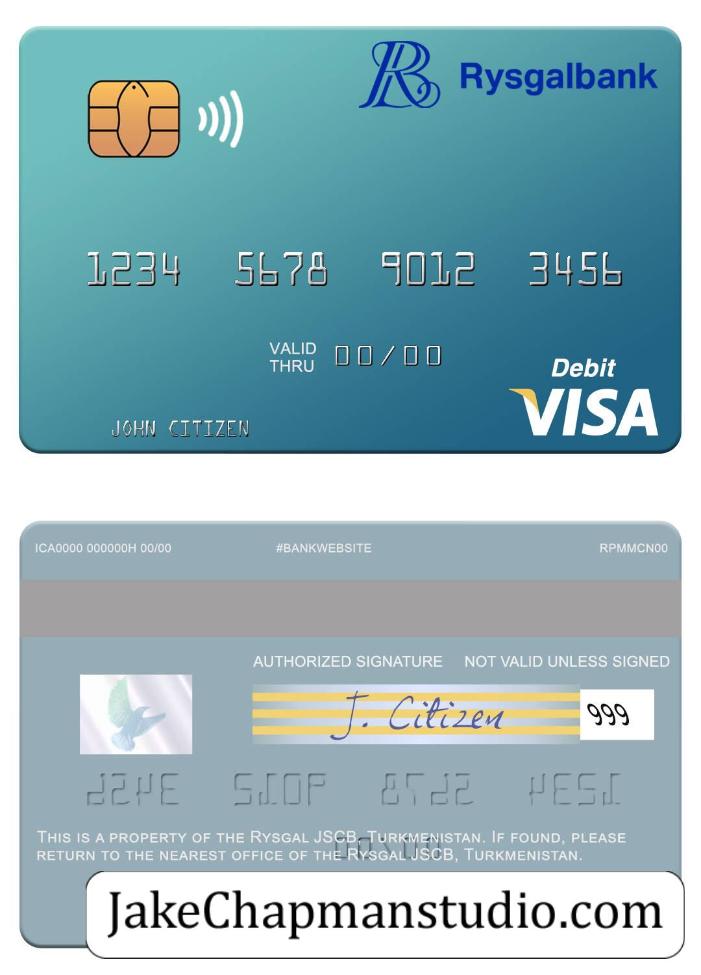 Rysgalbank
1234 5678 9012 3456
VALID THRU 00/00
Debit
VISA
JOHN CITIZEN
ICA0000 000000H 00/00 #BANKWEBSITE RPMMCN00
AUTHORIZED SIGNATURE NOT VALID UNLESS SIGNED
J. Citizen 999
THIS IS A PROPERTY OF THE RYSGAL JSCB, TURKMENISTAN. IF FOUND, PLEASE
RETURN TO THE NEAREST OFFICE OF THE RYSGAL JSCB, TURKMENISTAN.
JakeChapmanstudio.com